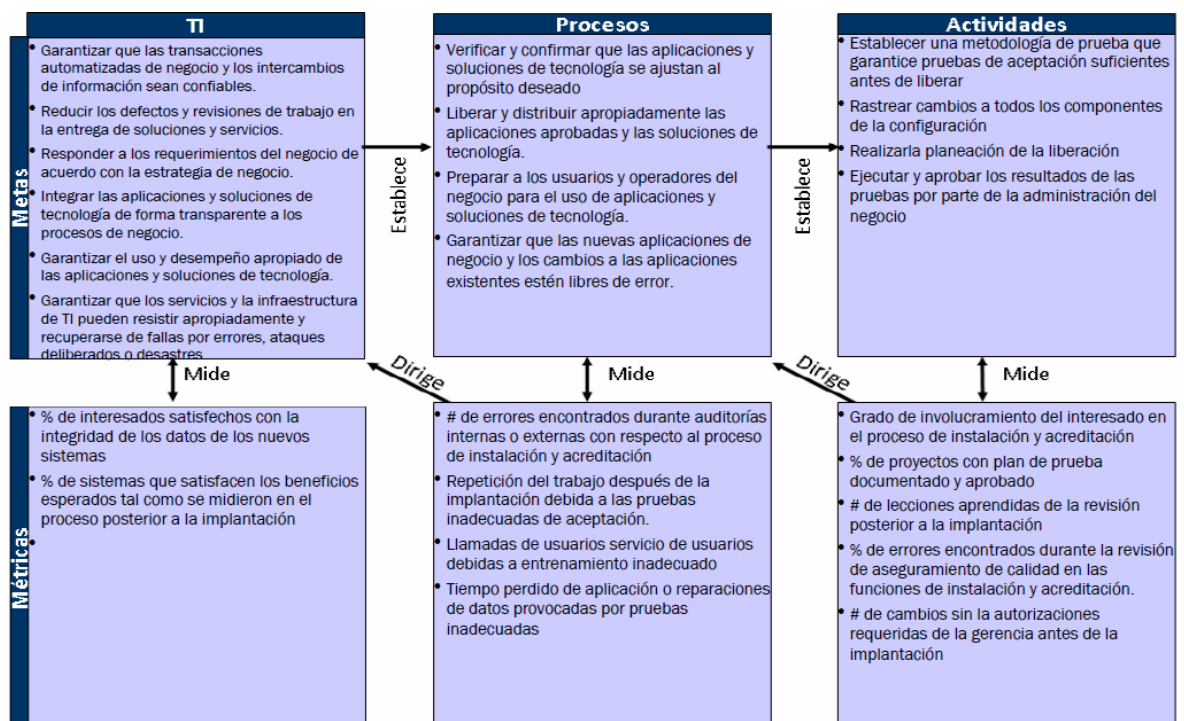 TI
Procesos
Actividades
Metas
• Garantizar que las transacciones
automatizadas de negocio y los intercambios
de información sean confiables.
• Reducir los defectos y revisiones de trabajo en
la entrega de soluciones y servicios.
• Responder a los requerimientos del negocio de
acuerdo con la estrategia de negocio.
• Integrar las aplicaciones y soluciones de
tecnología de forma transparente a los
procesos de negocio.
• Garantizar el uso y desempeño apropiado de
las aplicaciones y soluciones de tecnología.
• Garantizar que los servicios y la infraestructura
de TI pueden resistir apropiadamente y
recuperarse de fallas por errores, ataques
deliberados o desastres
Establece
• Verificar y confirmar que las aplicaciones y
soluciones de tecnología se ajustan al
propósito deseado
• Liberar y distribuir apropiadamente las
aplicaciones aprobadas y las soluciones de
tecnología.
• Preparar a los usuarios y operadores del
negocio para el uso de aplicaciones y
soluciones de tecnología.
• Garantizar que las nuevas aplicaciones de
negocio y los cambios a las aplicaciones
existentes estén libres de error.
Establece
• Establecer una metodología de prueba que
garantice pruebas de aceptación suficientes
antes de liberar
• Rastrear cambios a todos los componentes
de la configuración
• Realizarla planeación de la liberación
• Ejecutar y aprobar los resultados de las
pruebas por parte de la administración del
negocio
Mide
Dirige
Mide
Dirige
Mide
Métricas
• % de interesados satisfechos con la
integridad de los datos de los nuevos
sistemas
• % de sistemas que satisfacen los beneficios
esperados tal como se midieron en el
proceso posterior a la implantación
•
• # de errores encontrados durante auditorías
internas o externas con respecto al proceso
de instalación y acreditación
• Repetición del trabajo después de la
implantación debida a las pruebas
inadecuadas de aceptación.
• Llamadas de usuarios servicio de usuarios
debidas a entrenamiento inadecuado
• Tiempo perdido de aplicación o reparaciones
de datos provocadas por pruebas
inadecuadas
• Grado de involucramiento del interesado en
el proceso de instalación y acreditación
• % de proyectos con plan de prueba
documentado y aprobado
• # de lecciones aprendidas de la revisión
posterior a la implantación
• % de errores encontrados durante la revisión
de aseguramiento de calidad en las
funciones de instalación y acreditación.
• # de cambios sin la autorizaciones
requeridas de la gerencia antes de la
implantación